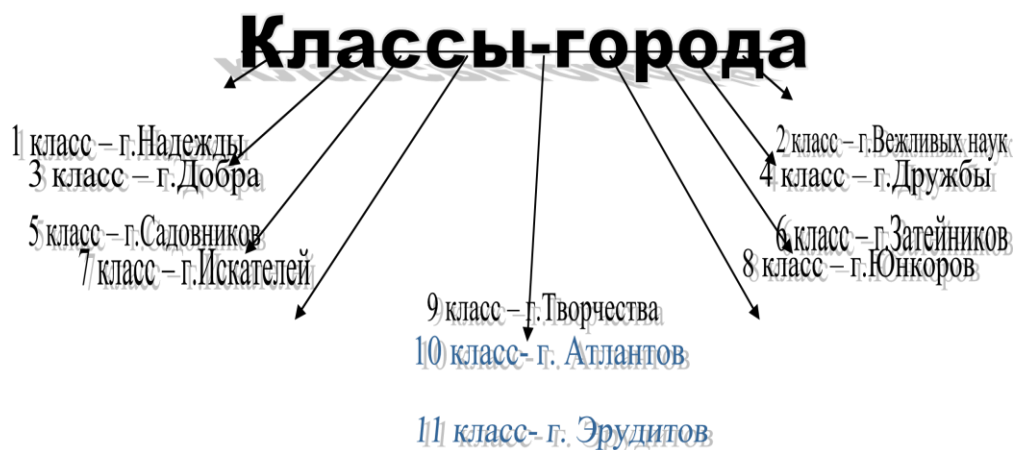 Классы-города
1 класс – г.Надежды
2 класс – г.Вежливых наук
3 класс – г.Добра
4 класс – г.Дружбы
5 класс – г.Садовников
6 класс – г.Затейников
7 класс – г.Искателей
8 класс – г.Юнкоров
9 класс – г.Творчества
10 класс- г. Атлантов
11 класс- г. Эрудитов